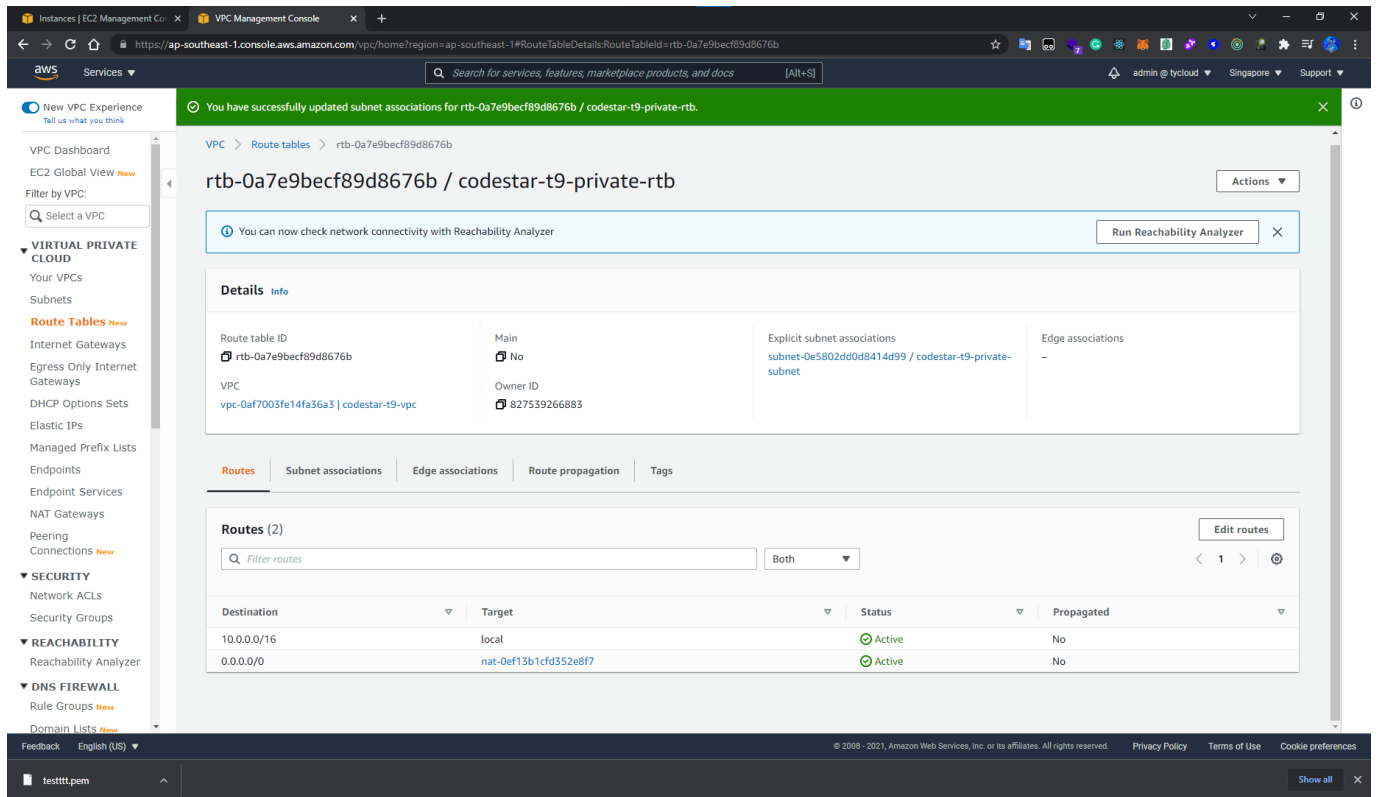 Instances | EC2 Management Con
VPC Management Console
https://ap-southeast-1.console.aws.amazon.com/vpc/home?region=ap-southeast-1#RouteTableDetails:RouteTableId=rtb-0a7e9becf89d8676b
aws
Services
Search for services, features, marketplace products, and docs
[Alt+S]
admin @ tycloud
Singapore
Support
New VPC Experience
Tell us what you think
You have successfully updated subnet associations for rtb-0a7e9becf89d8676b / codestar-t9-private-rtb.
VPC Dashboard
EC2 Global View New
Filter by VPC:
Select a VPC
VIRTUAL PRIVATE
CLOUD
Your VPCs
Subnets
Route Tables New
Internet Gateways
Egress Only Internet
Gateways
DHCP Options Sets
Elastic IPs
Managed Prefix Lists
Endpoints
Endpoint Services
NAT Gateways
Peering
Connections New
SECURITY
Network ACLs
Security Groups
REACHABILITY
Reachability Analyzer
DNS FIREWALL
Rule Groups New
Domain Lists New
VPC > Route tables > rtb-0a7e9becf89d8676b
rtb-0a7e9becf89d8676b / codestar-t9-private-rtb
Actions
You can now check network connectivity with Reachability Analyzer
Run Reachability Analyzer
Details Info
Route table ID
rtb-0a7e9becf89d8676b
VPC
vpc-0af7003fe14fa36a3 | codestar-t9-vpc
Main
No
Owner ID
827539266883
Explicit subnet associations
subnet-0e5802dd0d8414d99 / codestar-t9-private-
subnet
Edge associations
–
Routes
Subnet associations
Edge associations
Route propagation
Tags
Routes (2)
Edit routes
Filter routes
Both
1
Destination Target Status Propagated
10.0.0.0/16 local Active No
0.0.0.0/0 nat-0ef13b1cfd352e8f7 Active No
Feedback
English (US)
© 2008 - 2021, Amazon Web Services, Inc. or its affiliates. All rights reserved.
Privacy Policy
Terms of Use
Cookie preferences
testttt.pem
Show all